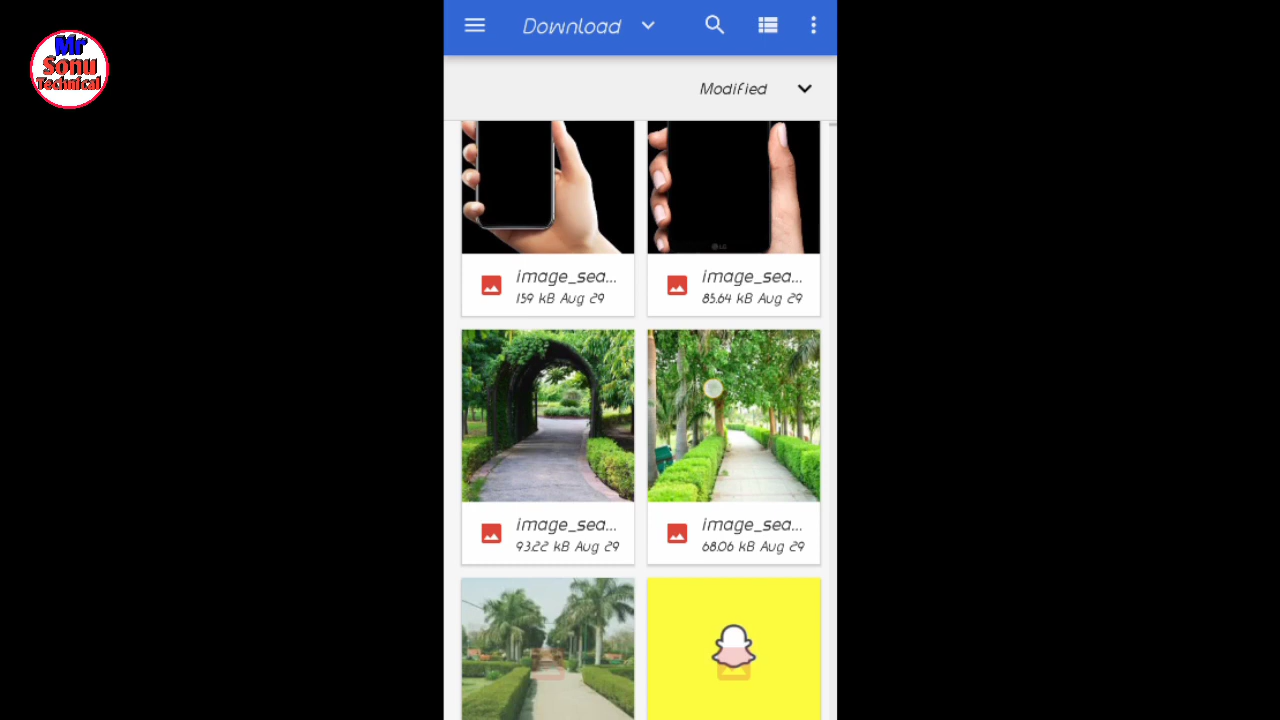 Mr
Sonu
Technical
Download
Modified
image_sea...
159 kB Aug 29
image_sea...
85.64 kB Aug 29
LG
image_sea...
93.22 kB Aug 29
image_sea...
68.06 kB Aug 29